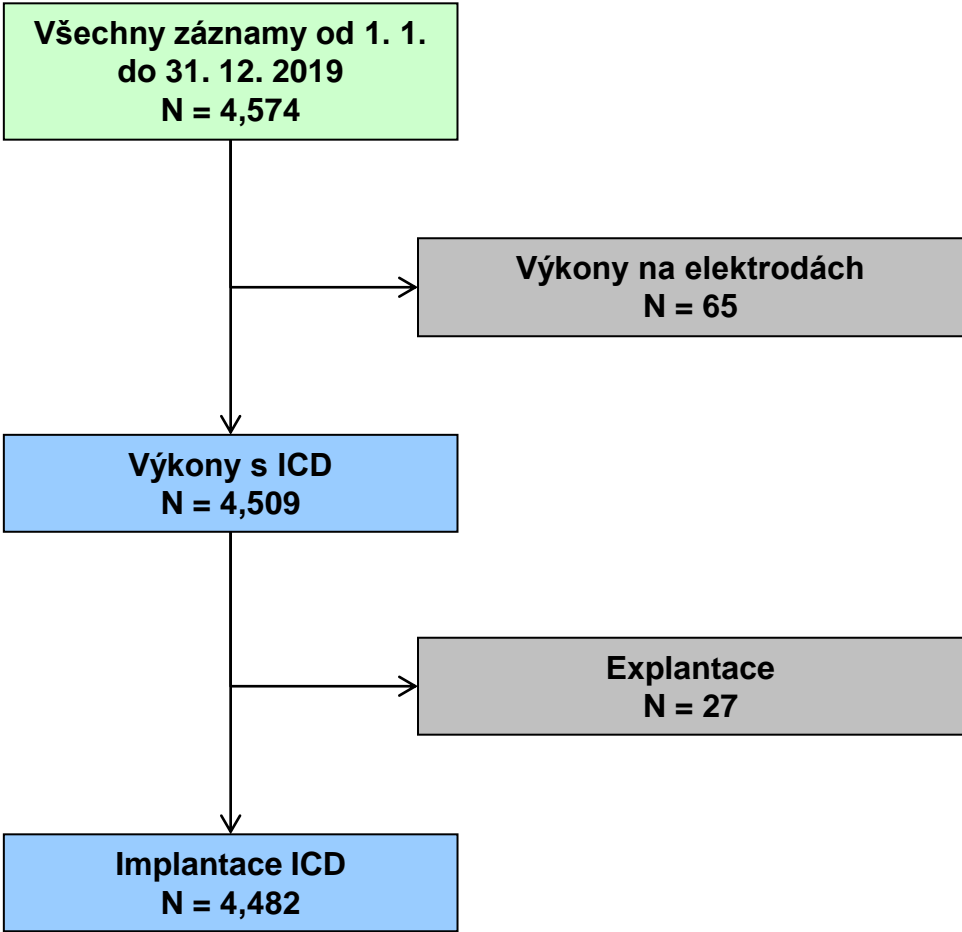 Všechny záznamy od 1. 1.
do 31. 12. 2019
N = 4,574
Výkony na elektrodách
N = 65
Výkony s ICD
N = 4,509
Explantace
N = 27
Implantace ICD
N = 4,482